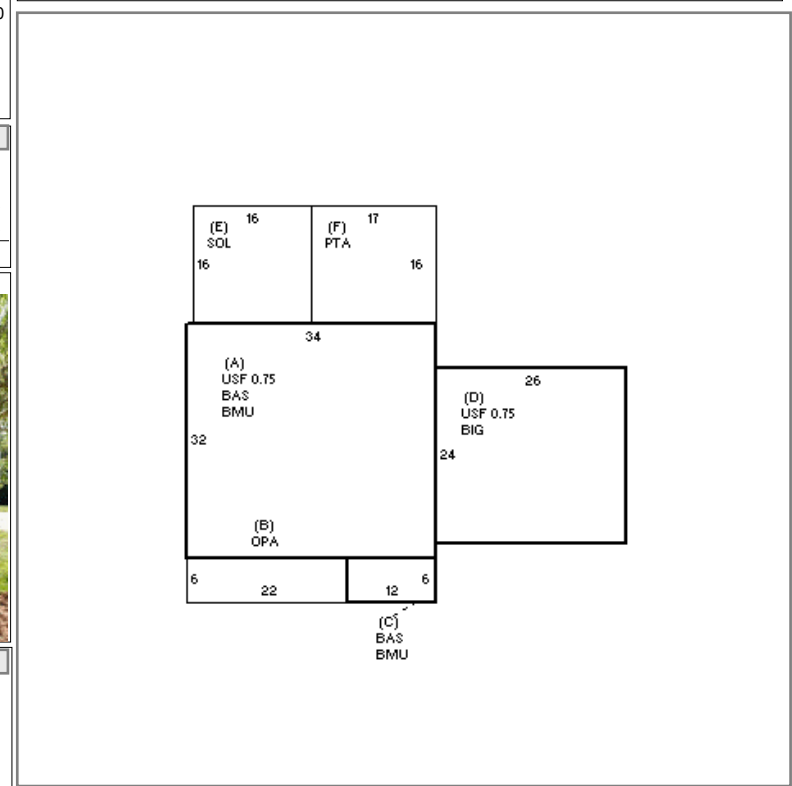 16
(E)
SOL
16
17
(F)
PTA
16
34
(A)
USF 0.75
BAS
BMU
32
26
(D)
USF 0.75
BIG
24
(B)
OPA
6
22
6
12
(C)
BAS
BMU